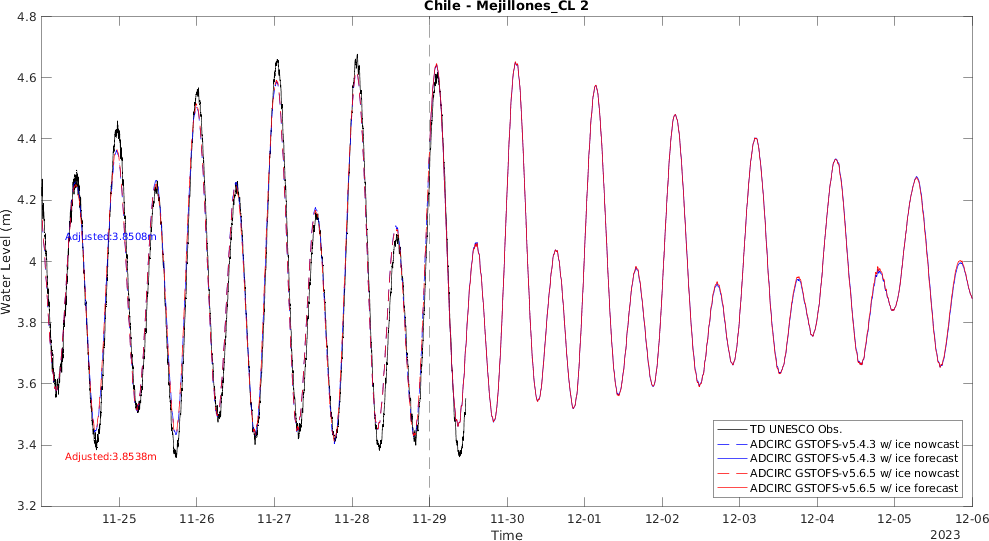 Chile - Mejillones_CL 2
4.8
4.6
4.4
4.2
4
3.8
3.6
3.4
3.2
Water Level (m)
Adjusted:3.8508m
Adjusted:3.8538m
TD UNESCO Obs.
ADCIRC GSTOFS-v5.4.3 w/ ice nowcast
ADCIRC GSTOFS-v5.4.3 w/ ice forecast
ADCIRC GSTOFS-v5.6.5 w/ ice nowcast
ADCIRC GSTOFS-v5.6.5 w/ ice forecast
11-25 11-26 11-27 11-28 11-29 11-30 12-01 12-02 12-03 12-04 12-05 12-06
Time
2023